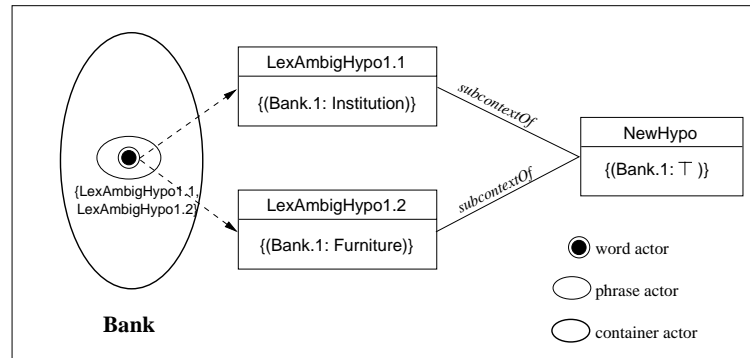 LexAmbigHypo1.1
{(Bank.1: Institution)}
subcontextOf
NewHypo
{(Bank.1: ⊤ )}
{LexAmbigHypo1.1,
LexAmbigHypo1.2}
LexAmbigHypo1.2
{(Bank.1: Furniture)}
subcontextOf
word actor
phrase actor
container actor
Bank